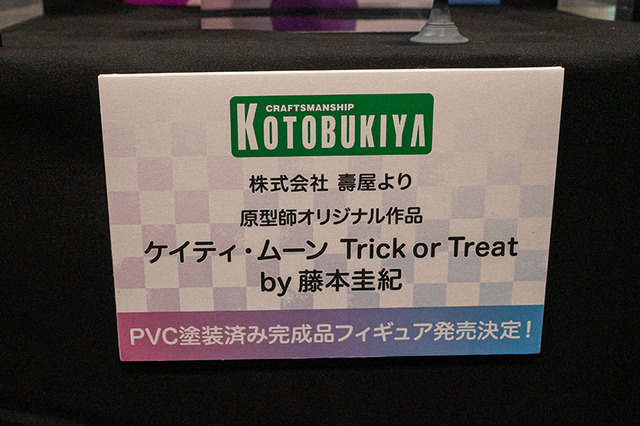 CRAFTSMANSHIP
KOTOBUKIYA
株式会社 壽屋より
原型師オリジナル作品
ケイティ・ムーン Trick or Treat
by 藤本圭紀
PVC塗装済み完成品フィギュア発売決定!